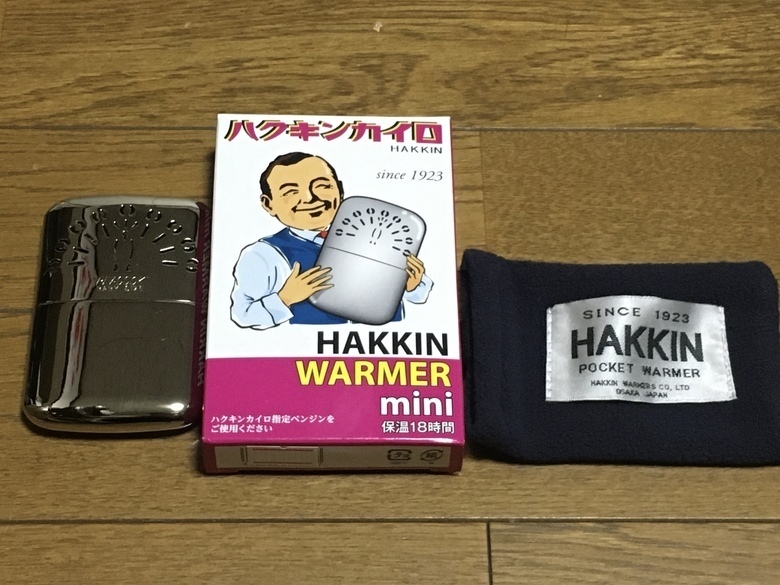 ハクキンカイロ
HAKKIN
since 1923
HAKKIN
WARMER
mini
ハクキンカイロ指定ベンジンを
ご使用ください
保温18時間
SINCE 1923
HAKKIN
POCKET WARMER
HAKKIN WARMERS CO., LTD
OSAKA JAPAN